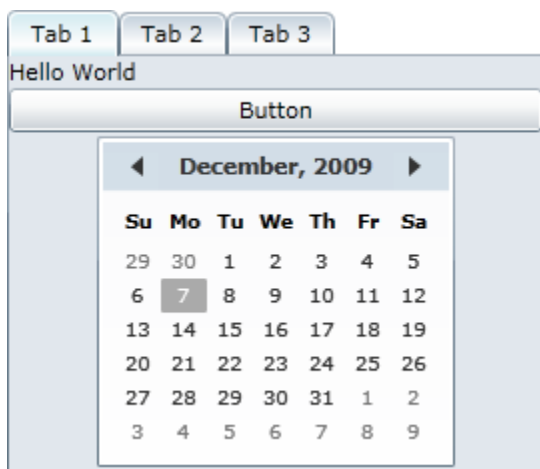 Tab 1 Tab 2 Tab 3
Hello World
Button
December, 2009
Su Mo Tu We Th Fr Sa
29 30 1 2 3 4 5
6 7 8 9 10 11 12
13 14 15 16 17 18 19
20 21 22 23 24 25 26
27 28 29 30 31 1 2
3 4 5 6 7 8 9